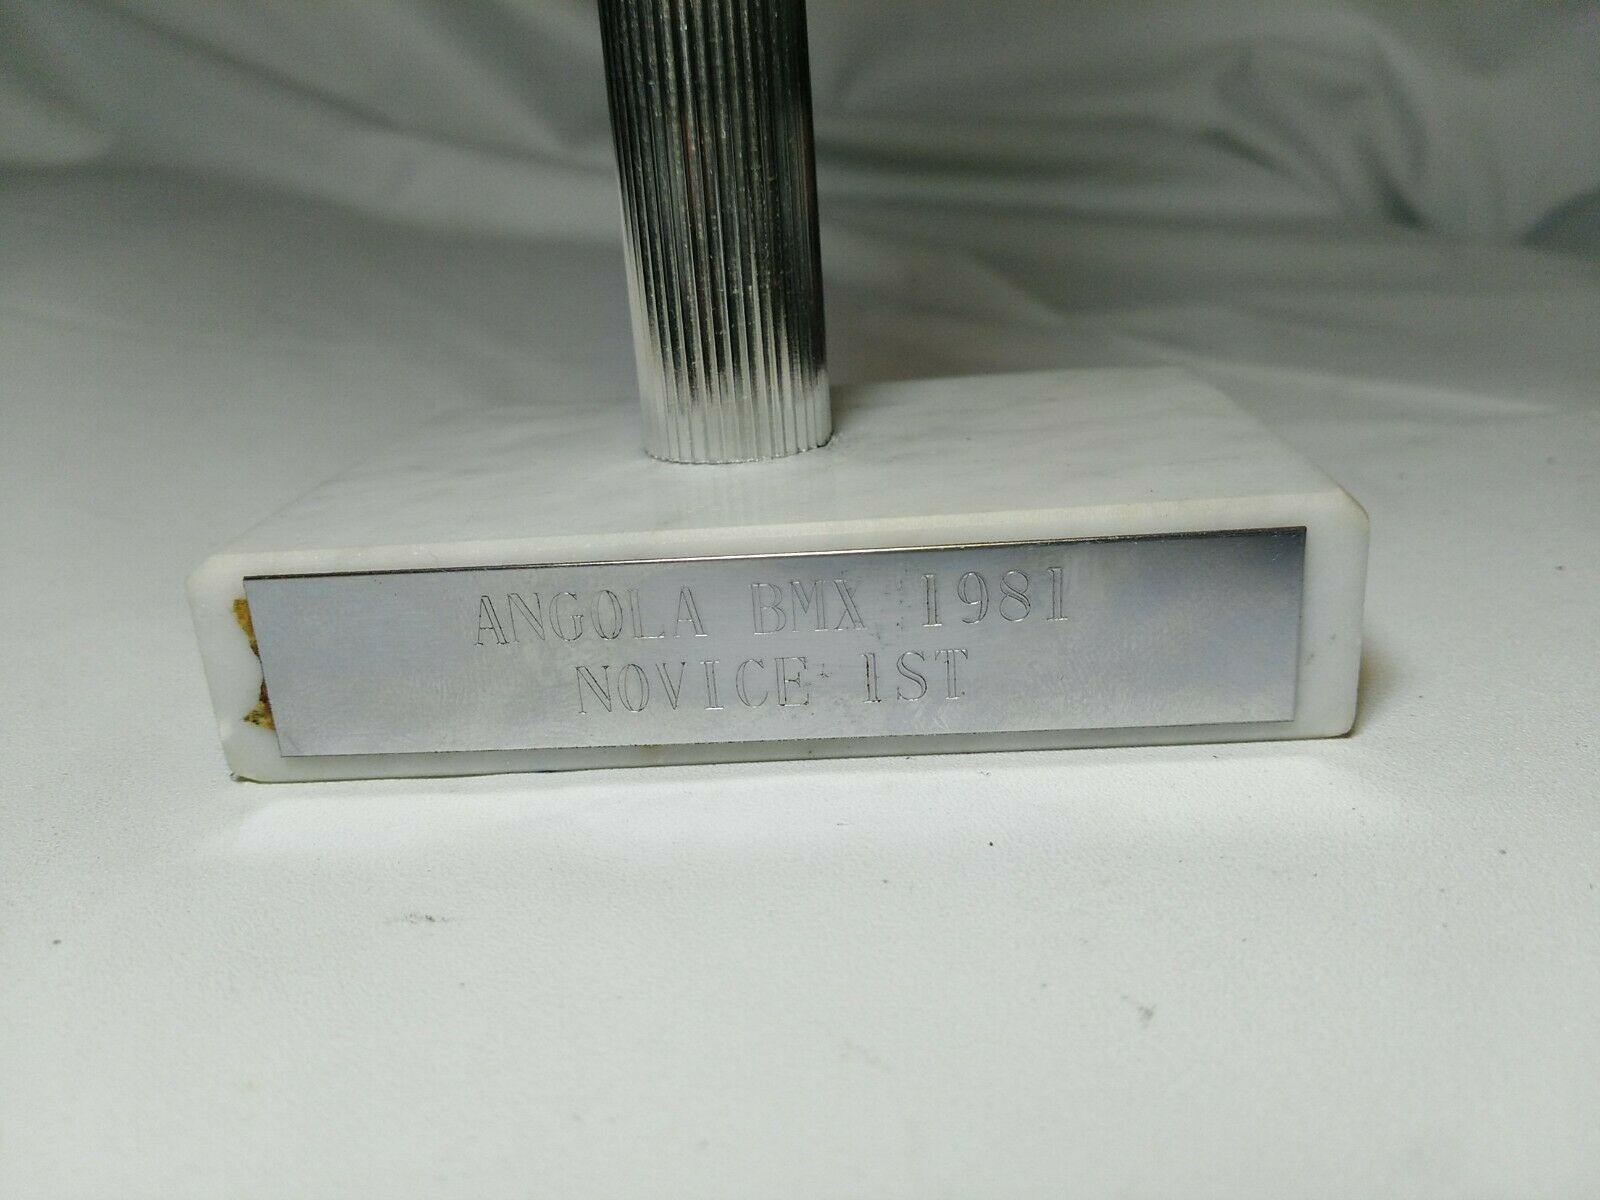 ANGOLA BMX 1981
NOVICE 1ST